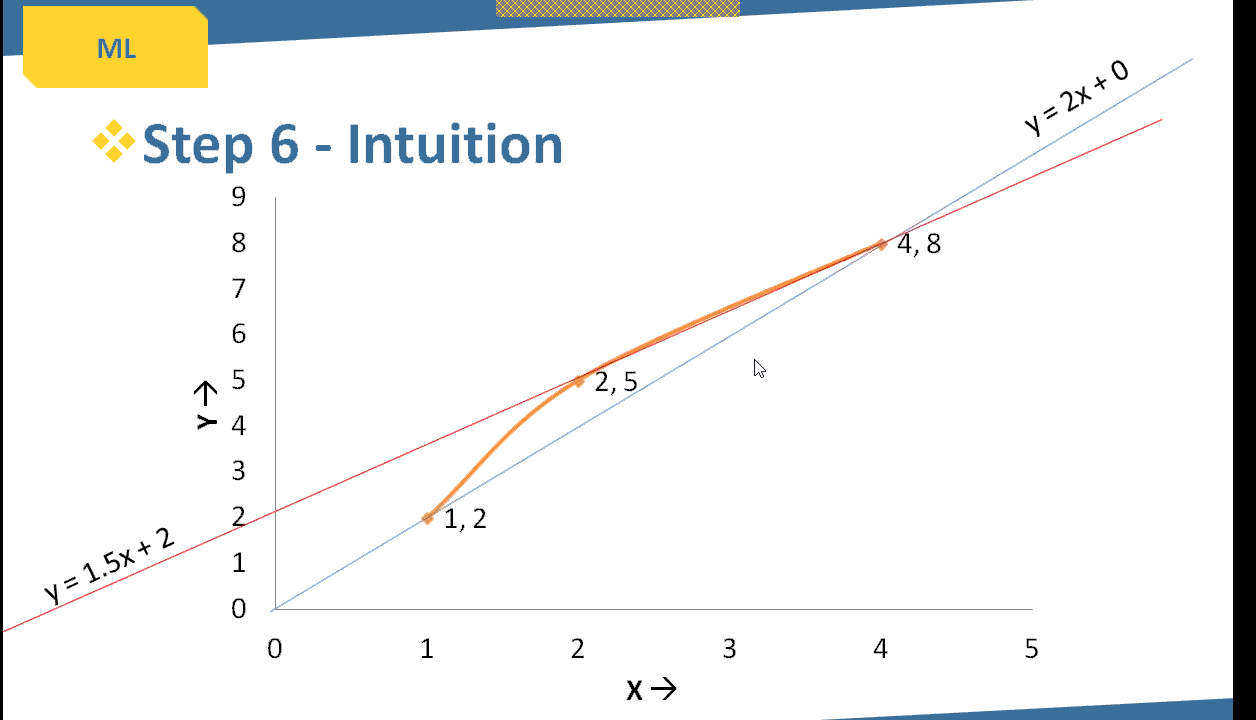 ML
Step 6 - Intuition
y = 2x + 0
9
8
7
6
5
4
3
2
1
0
Y →
4, 8
2, 5
1, 2
y = 1.5x + 2
0 1 2 3 4 5
X →